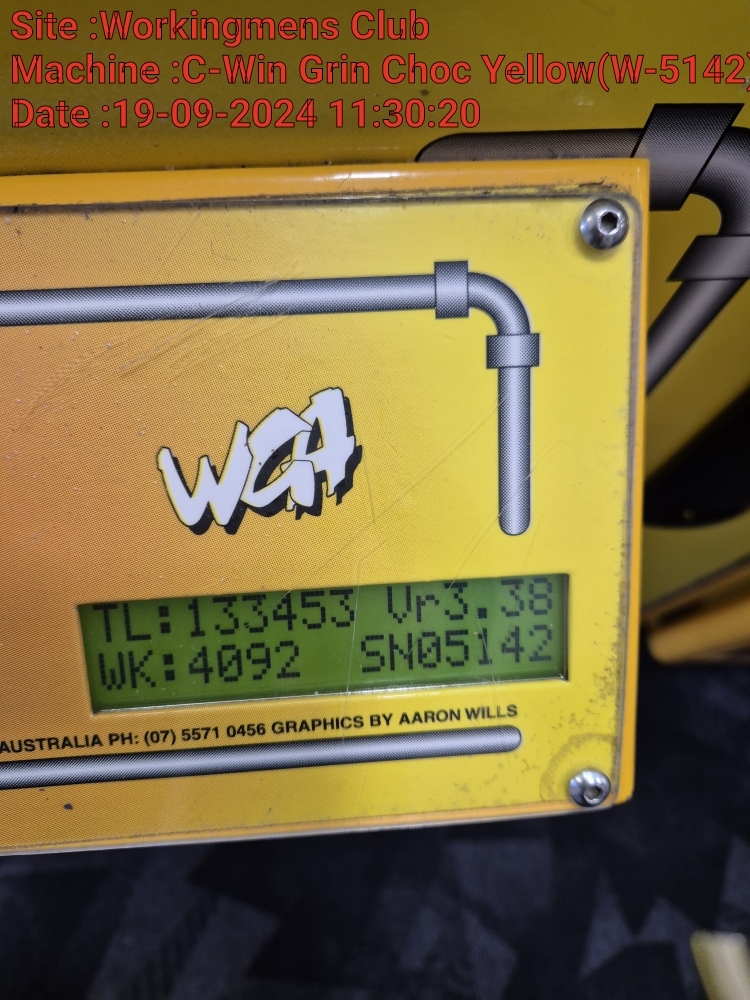 Site :Workingmens Club
Machine :C-Win Grin Choc Yellow(W-5142)
Date :19-09-2024 11:30:20
WGA
TL:133453 Vr3.38
WK:4092 SN05142
AUSTRALIA PH: (07) 5571 0456 GRAPHICS BY AARON WILLS